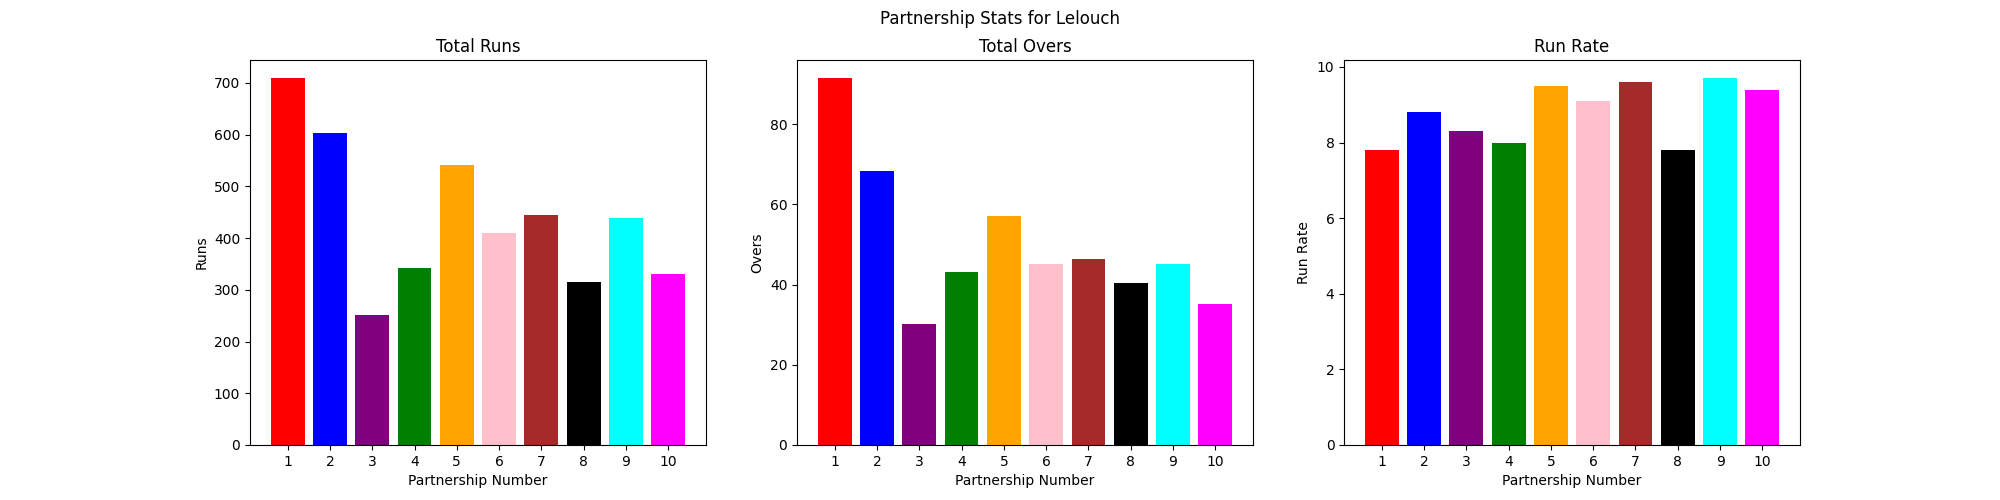 Partnership Stats for Lelouch
Total Runs
700
600
500
400
300
200
100
0
Runs
1 2 3 4 5 6 7 8 9 10
Partnership Number
Total Overs
80
60
40
20
0
Overs
1 2 3 4 5 6 7 8 9 10
Partnership Number
Run Rate
10
8
6
4
2
0
Run Rate
1 2 3 4 5 6 7 8 9 10
Partnership Number